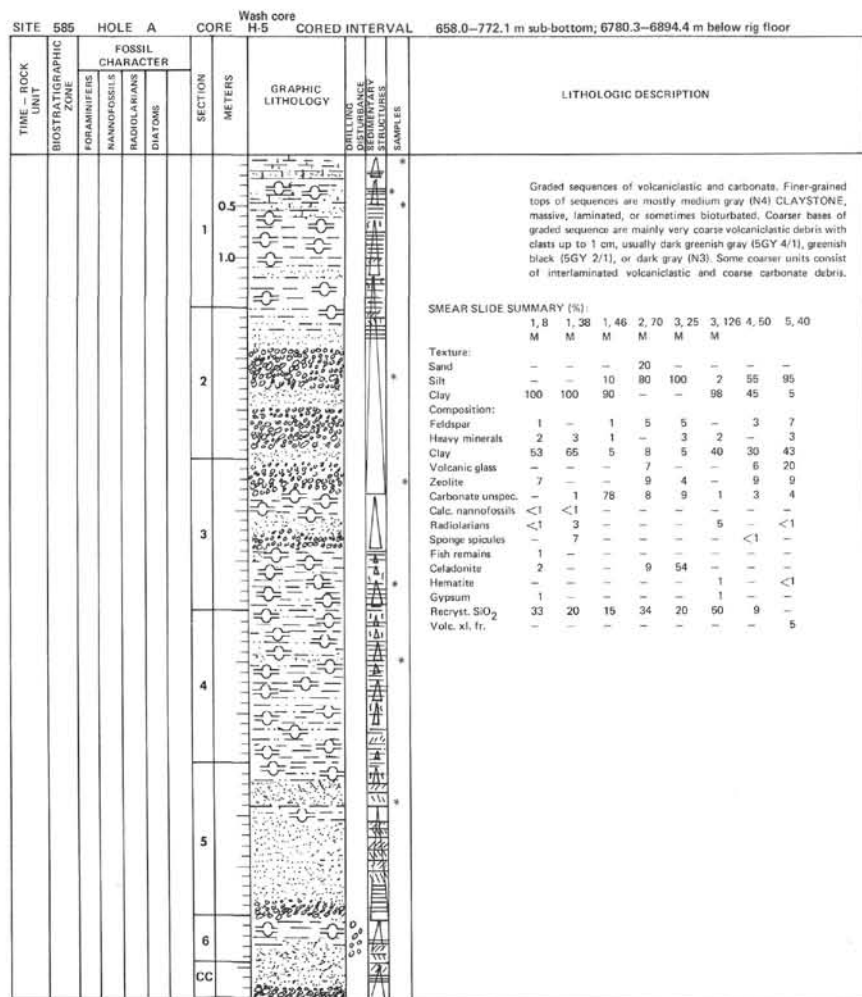 Wash core
SITE 585 HOLE A CORE H-5 CORED INTERVAL 658.0–772.1 m sub-bottom; 6780.3–6894.4 m below rig floor
TIME – ROCK UNIT
BIOSTRATIGRAPHIC ZONE
FOSSIL CHARACTER
FORAMINIFERS
NANNOFOSSILS
RADIOLARIANS
DIATOMS
SECTION
METERS
GRAPHIC LITHOLOGY
DRILLING DISTURBANCE
SEDIMENTARY STRUCTURES
SAMPLES
LITHOLOGIC DESCRIPTION
0.5
1
1.0
2
3
4
5
6
CC
Graded sequences of volcaniclastic and carbonate. Finer-grained
tops of sequences are mostly medium gray (N4) CLAYSTONE,
massive, laminated, or sometimes bioturbated. Coarser bases of
graded sequence are mainly very coarse volcaniclastic debris with
clasts up to 1 cm, usually dark greenish gray (5GY 4/1), greenish
black (5GY 2/1), or dark gray (N3). Some coarser units consist
of interlaminated volcaniclastic and coarse carbonate debris.
SMEAR SLIDE SUMMARY (%):
1, 8 1, 38 1, 46 2, 70 3, 25 3, 126 4, 50 5, 40
M M M M M M
Texture:
Sand – – – 20 – – – –
Silt – – 10 80 100 2 55 95
Clay 100 100 90 – – 98 45 5
Composition:
Feldspar 1 – 1 5 5 – 3 7
Heavy minerals 2 3 1 – 3 2 – 3
Clay 53 65 5 8 5 40 30 43
Volcanic glass – – – 7 – – 6 20
Zeolite 7 – – 9 4 – 9 9
Carbonate unspec. – 1 78 8 9 1 3 4
Calc. nannofossils <1 <1 – – – – – –
Radiolarians <1 3 – – – 5 – <1
Sponge spicules – 7 – – – – <1 –
Fish remains 1 – – – – – – –
Celadonite 2 – – 9 54 – – –
Hematite – – – – – 1 – <1
Gypsum 1 – – – – 1 – –
Recryst. SiO2 33 20 15 34 20 50 9 –
Volc. xl. fr. – – – – – – – 5